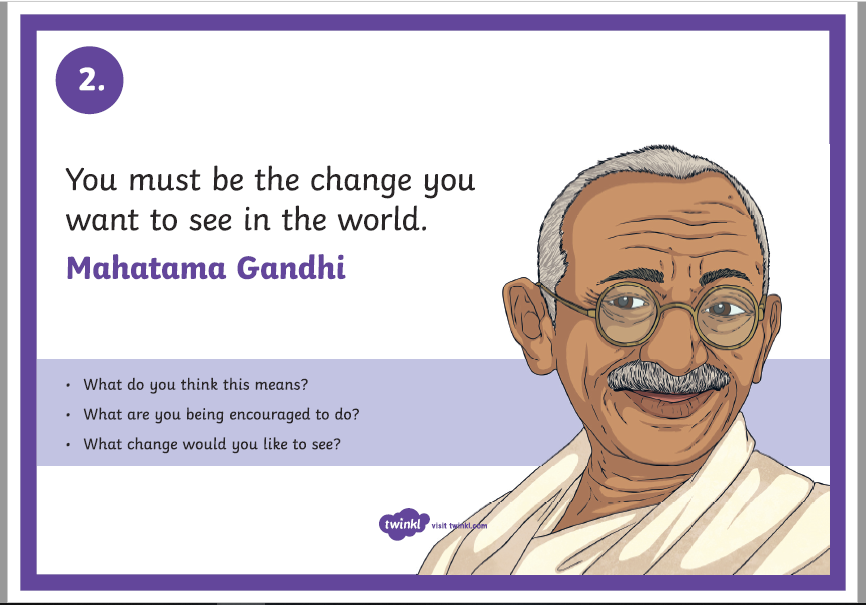 2.
You must be the change you
want to see in the world.
Mahatama Gandhi
• What do you think this means?
• What are you being encouraged to do?
• What change would you like to see?
twinkl visit twinkl.com